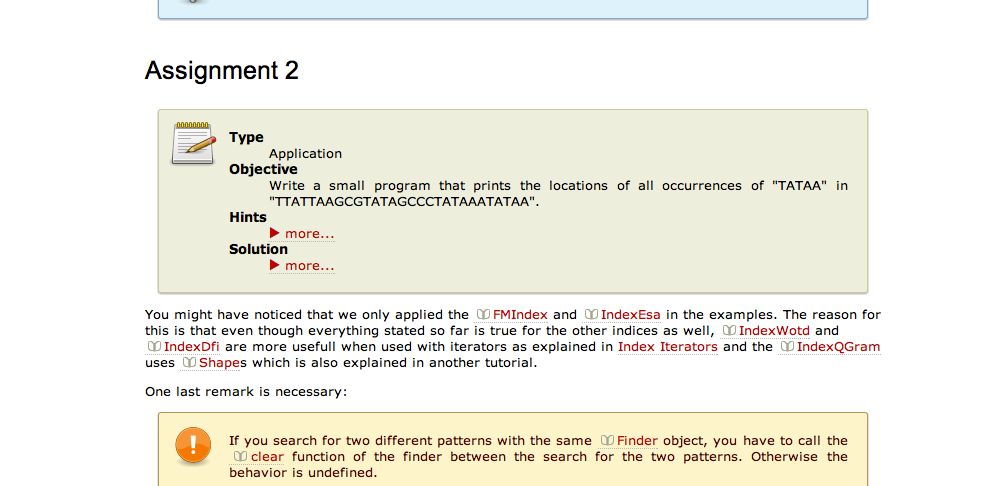 Assignment 2
Type
Application
Objective
Write a small program that prints the locations of all occurrences of "TATAA" in
"TTATTAAGCGTATAGCCCTATAAATATAA".
Hints
more...
Solution
more...
You might have noticed that we only applied the FMIndex and IndexEsa in the examples. The reason for
this is that even though everything stated so far is true for the other indices as well, IndexWotd and
IndexDfi are more usefull when used with iterators as explained in Index Iterators and the IndexQGram
uses Shapes which is also explained in another tutorial.
One last remark is necessary:
If you search for two different patterns with the same Finder object, you have to call the
clear function of the finder between the search for the two patterns. Otherwise the
behavior is undefined.